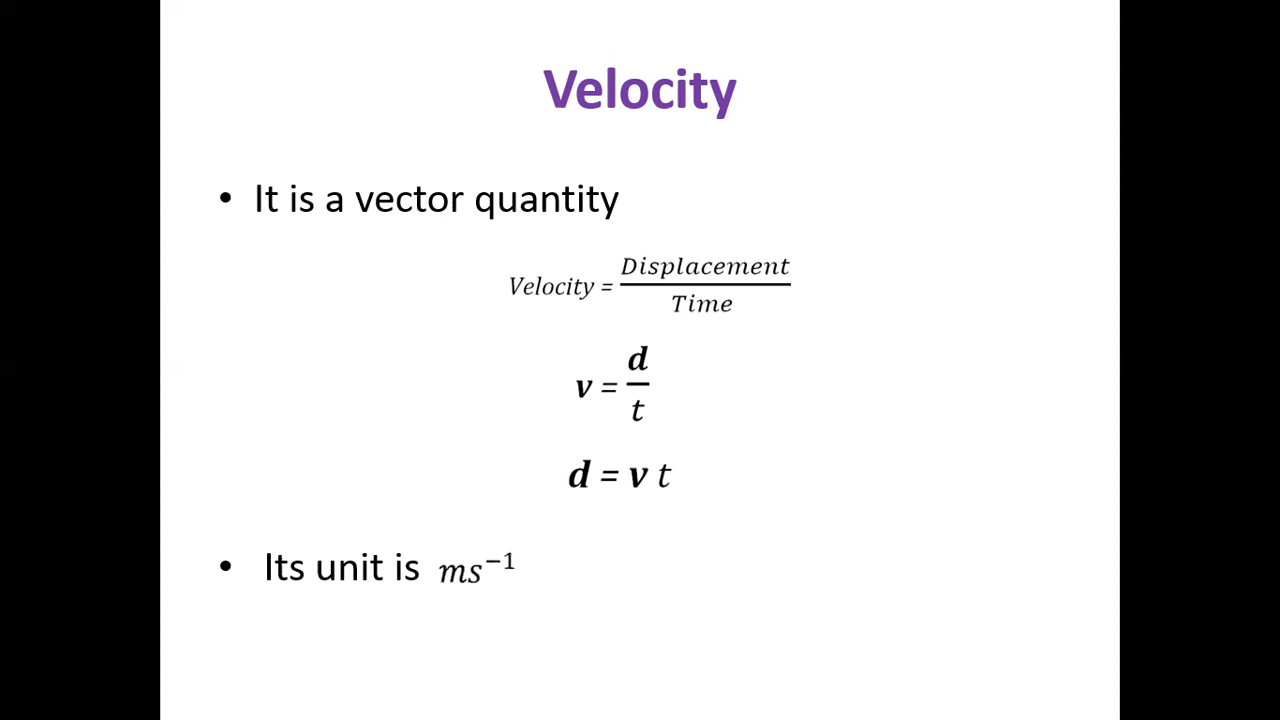 Velocity
• It is a vector quantity
Velocity = Displacement / Time
v = d / t
d = v t
• Its unit is ms⁻¹